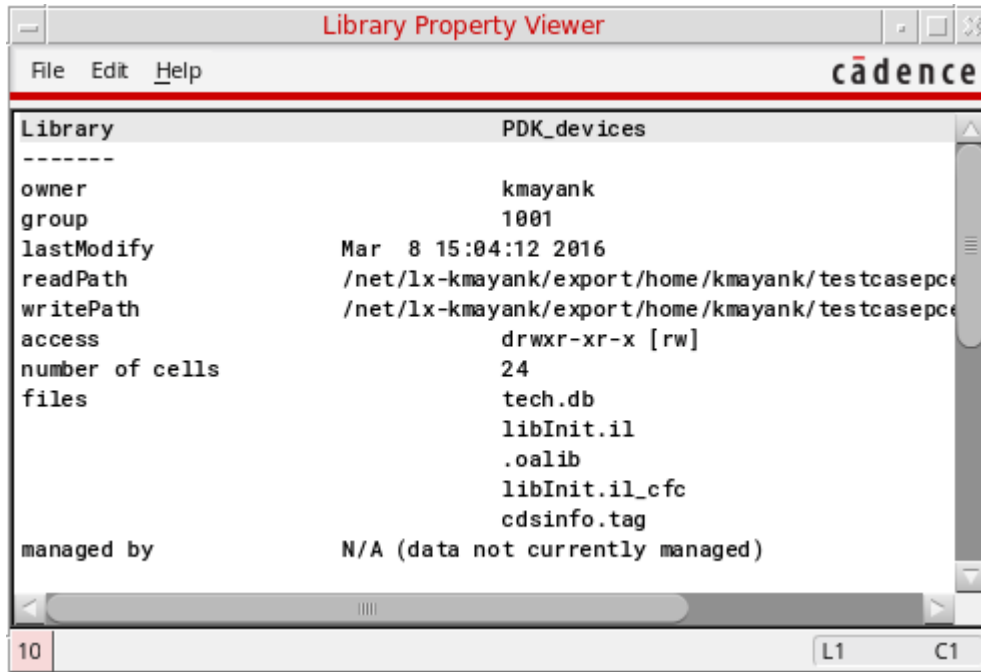 Library Property Viewer
File Edit Help cādence
Library PDK_devices
-------
owner kmayank
group 1001
lastModify Mar  8 15:04:12 2016
readPath /net/lx-kmayank/export/home/kmayank/testcasepce
writePath /net/lx-kmayank/export/home/kmayank/testcasepce
access drwxr-xr-x [rw]
number of cells 24
files tech.db
libInit.il
.oalib
libInit.il_cfc
cdsinfo.tag
managed by N/A (data not currently managed)
10 L1 C1